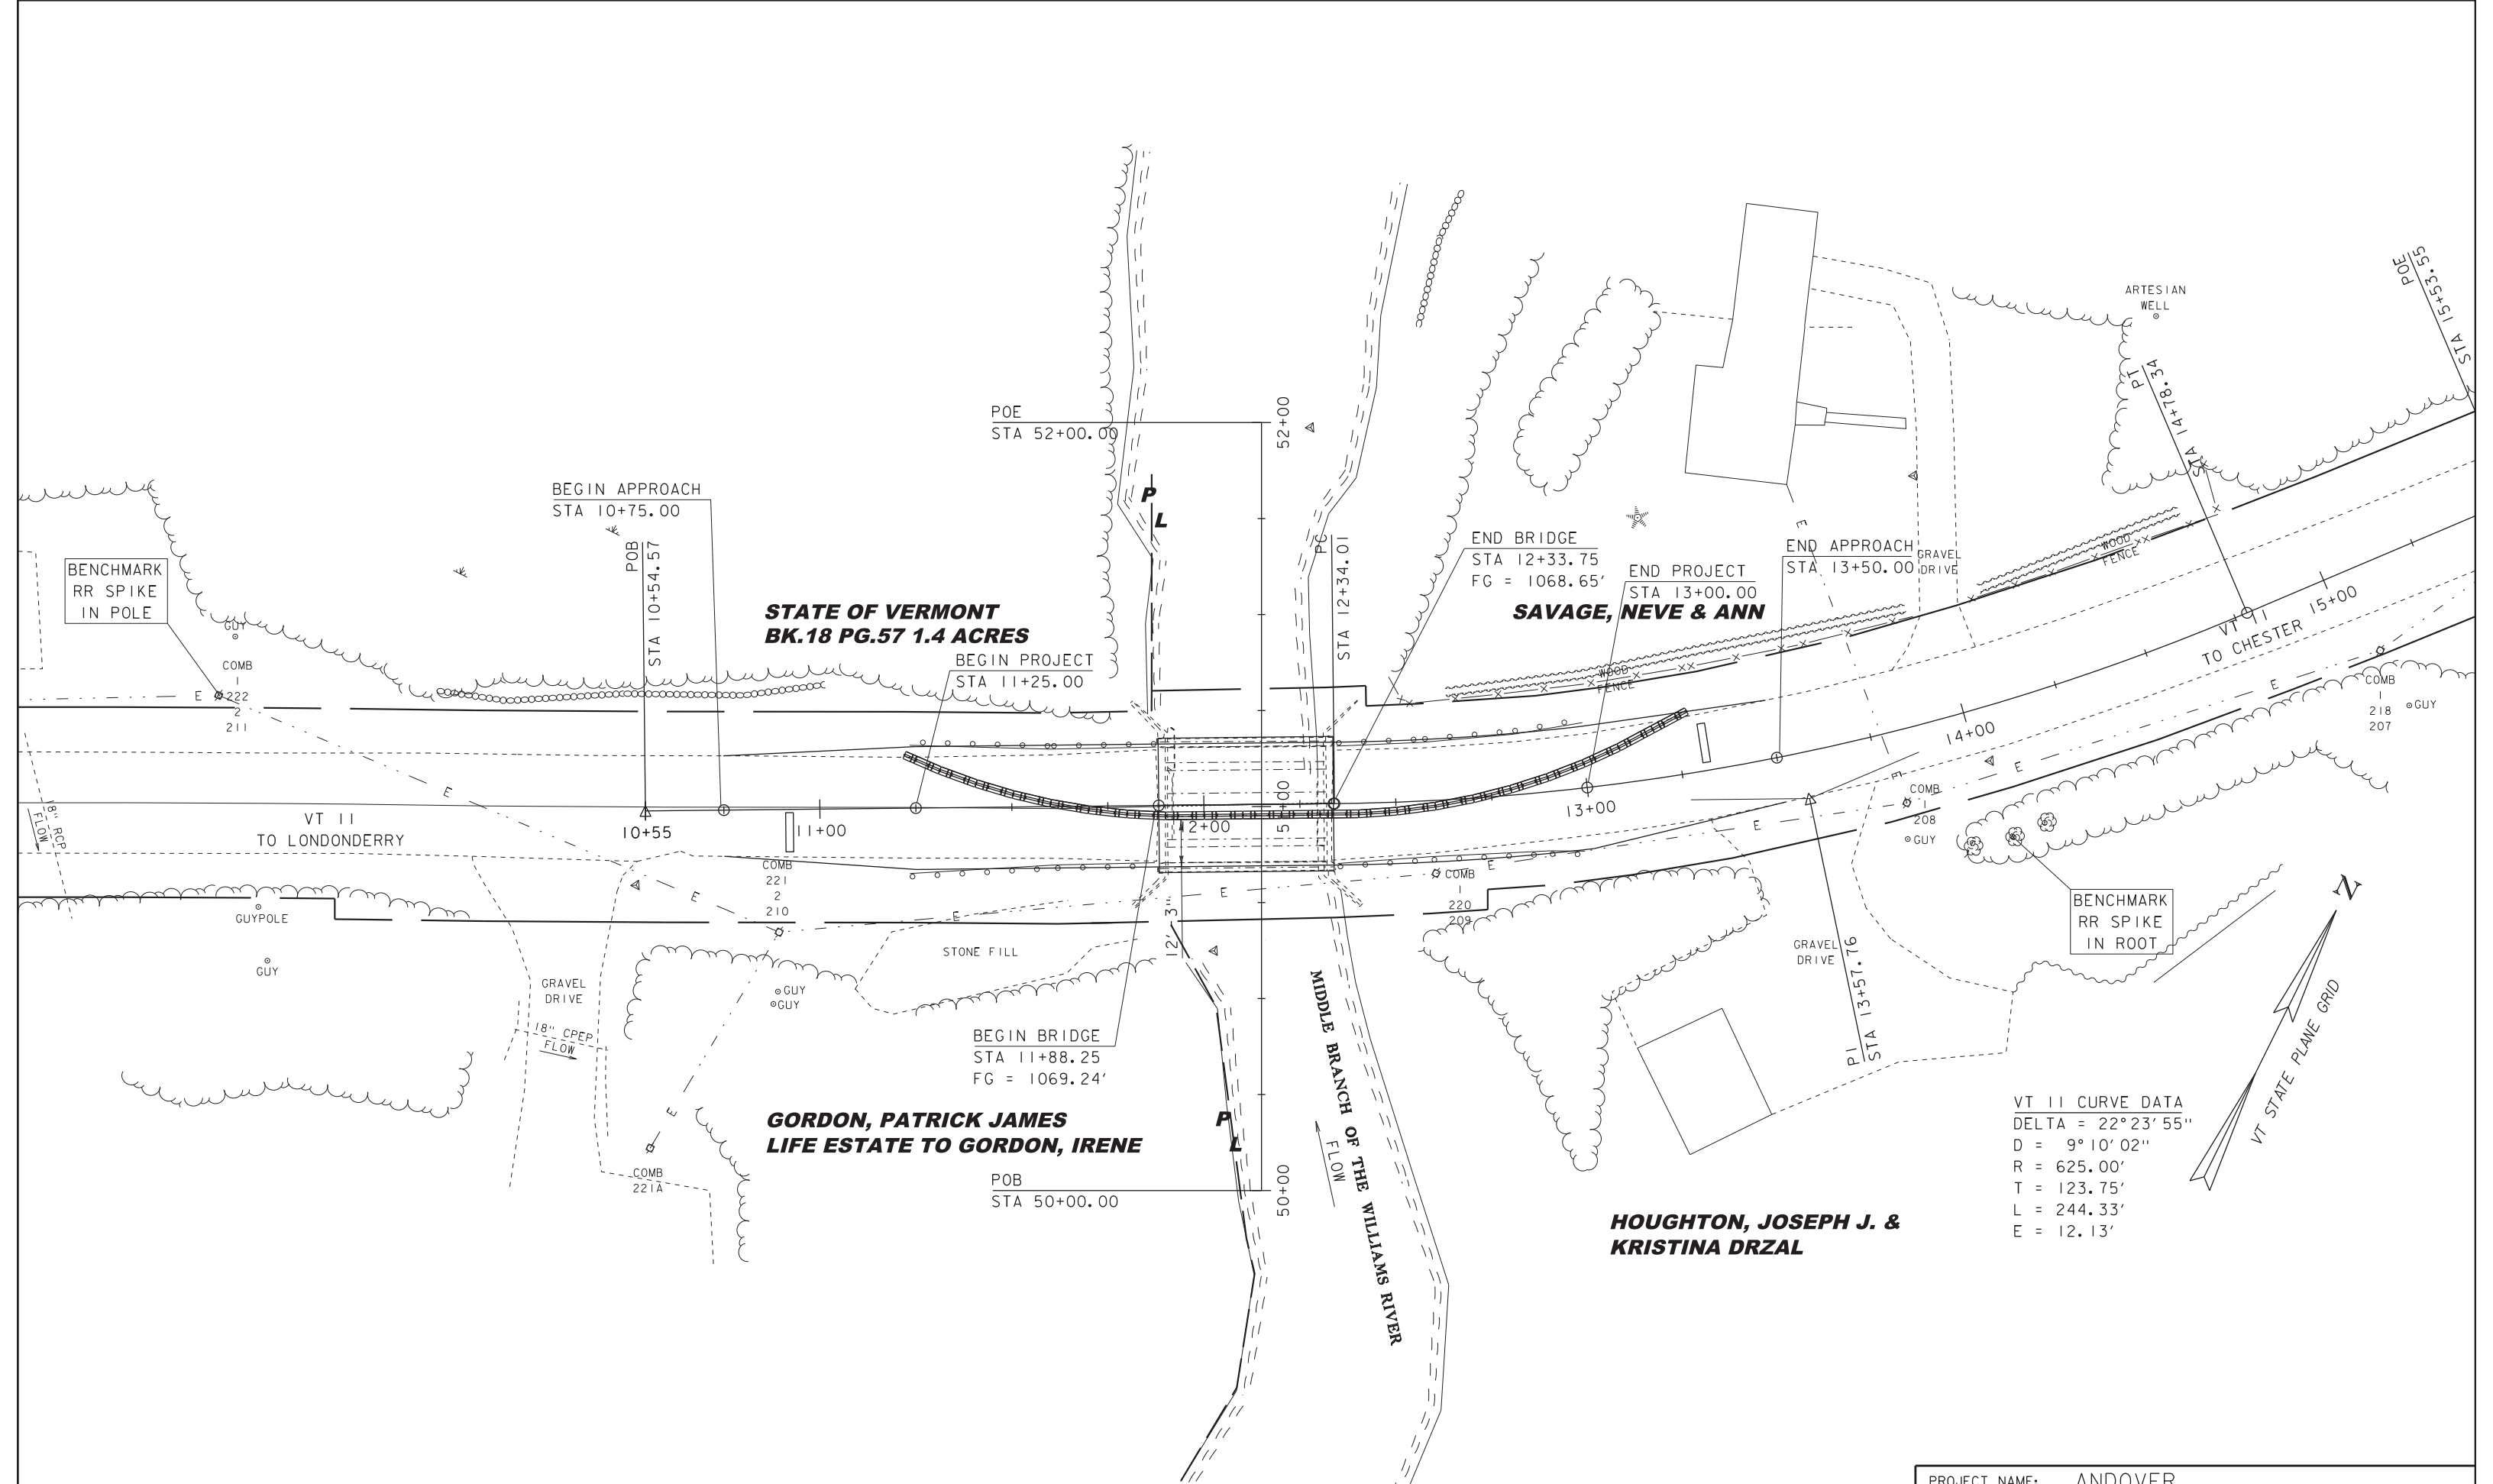 POE
STA 15+53.55
ARTESIAN
WELL
PT
STA 14+78.34
POE
STA 52+00.00
52+00
P
L
BEGIN APPROACH
STA 10+75.00
POB
STA 10+54.57
BENCHMARK
RR SPIKE
IN POLE
PC
STA 12+34.01
END BRIDGE
STA 12+33.75
FG = 1068.65'
END PROJECT
STA 13+00.00
END APPROACH
STA 13+50.00
GRAVEL
DRIVE
E
WOOD
FENCE
STATE OF VERMONT
BK.18 PG.57 1.4 ACRES
SAVAGE, NEVE & ANN
BEGIN PROJECT
STA 11+25.00
GUY
COMB
1
222
2
211
E
WOOD
FENCE
15+00
VT 11
TO CHESTER
E
COMB
1
218
207
GUY
14+00
E
E
E
18" RCP
FLOW
VT 11
TO LONDONDERRY
10+55
11+00
12+00
51+00
13+00
COMB
1
208
GUY
E
E
COMB
221
2
210
E
E
E
COMB
1
220
209
GUYPOLE
GUY
12'-3"
STONE FILL
BENCHMARK
RR SPIKE
IN ROOT
N
VT STATE PLANE GRID
GRAVEL
DRIVE
PI
STA 13+57.76
GRAVEL
DRIVE
GUY
GUY
18" CPEP
FLOW
BEGIN BRIDGE
STA 11+88.25
FG = 1069.24'
MIDDLE BRANCH OF THE WILLIAMS RIVER
FLOW
E
GORDON, PATRICK JAMES
LIFE ESTATE TO GORDON, IRENE
P
L
COMB
221A
POB
STA 50+00.00
50+00
HOUGHTON, JOSEPH J. &
KRISTINA DRZAL
VT 11 CURVE DATA
DELTA = 22°23'55"
D = 9°10'02"
R = 625.00'
T = 123.75'
L = 244.33'
E = 12.13'
PROJECT NAME: ANDOVER